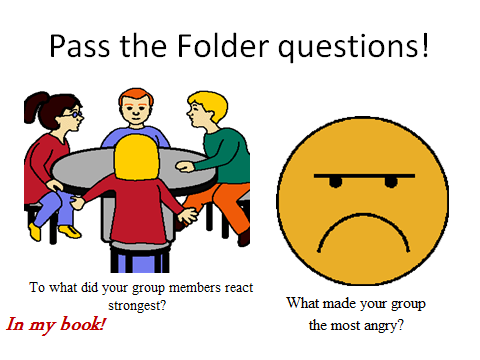 Pass the Folder questions!
To what did your group members react
strongest?
In my book!
What made your group
the most angry?